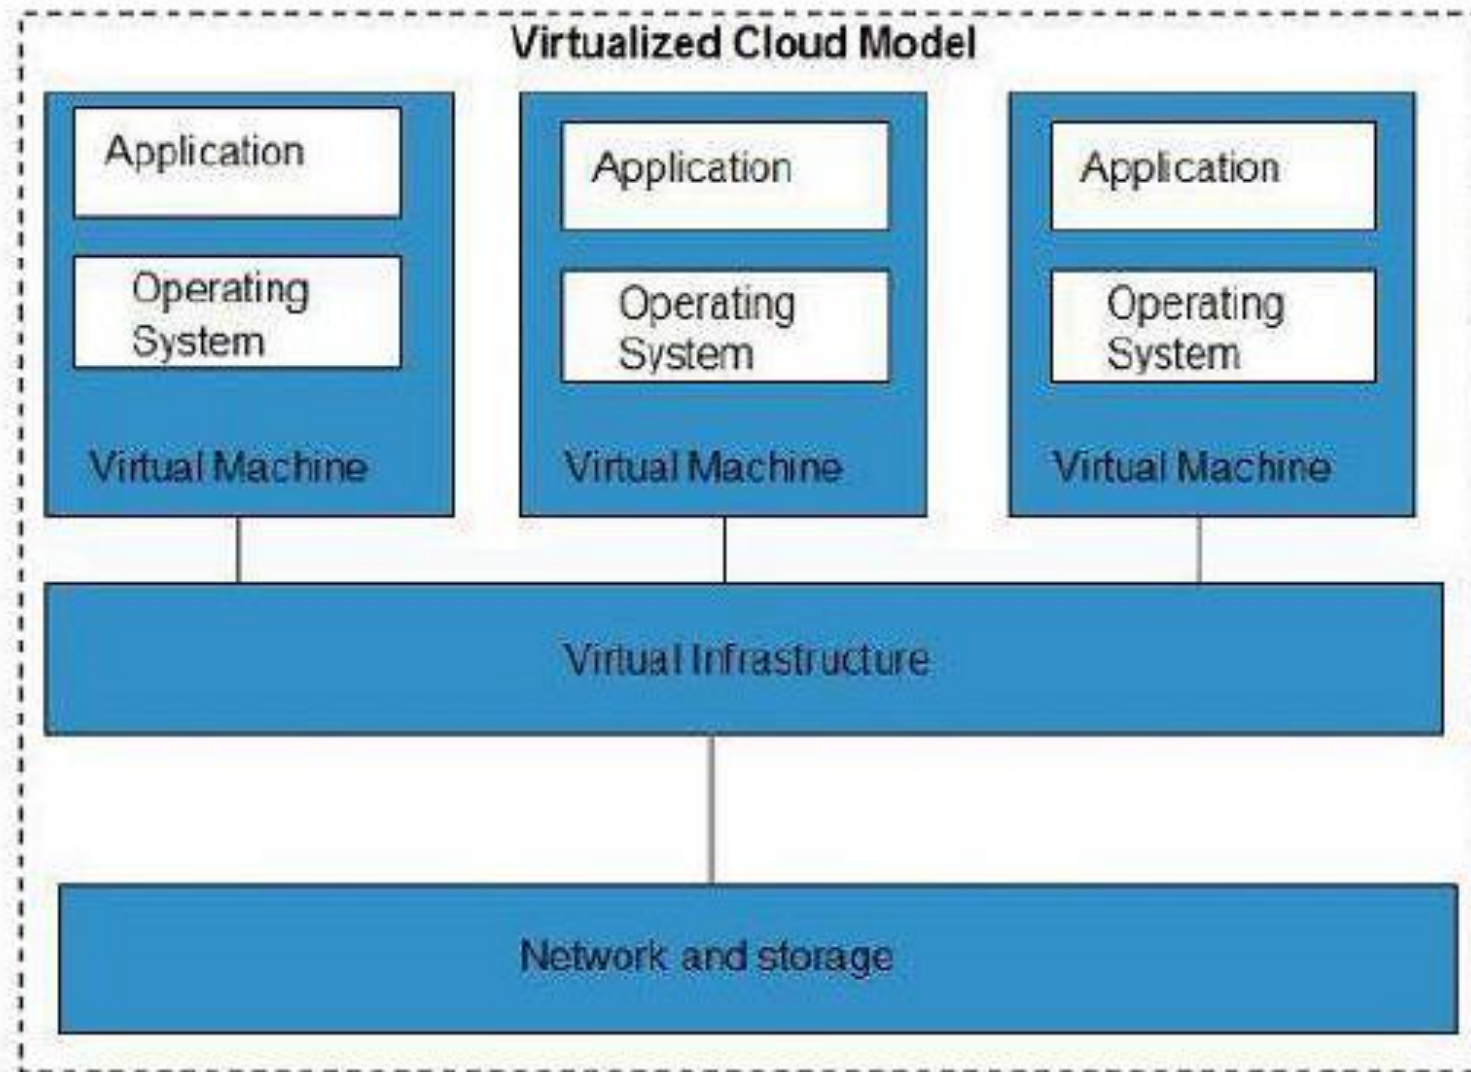 Virtualized Cloud Model
Application
Operating
System
Virtual Machine
Application
Operating
System
Virtual Machine
Application
Operating
System
Virtual Machine
Virtual Infrastructure
Network and storage